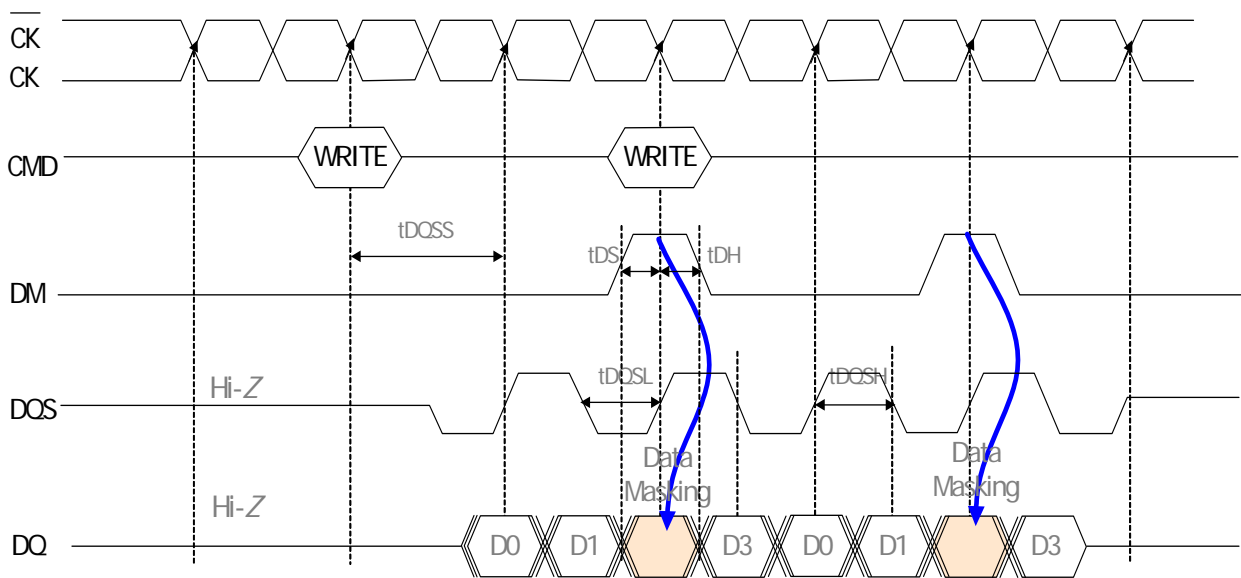 CK
CK
CMD
WRITE
WRITE
tDQSS
tDS
tDH
DM
Hi-Z
tDQSL
tDQSH
DQS
Data
Masking
Data
Masking
Hi-Z
DQ
D0
D1
D3
D0
D1
D3